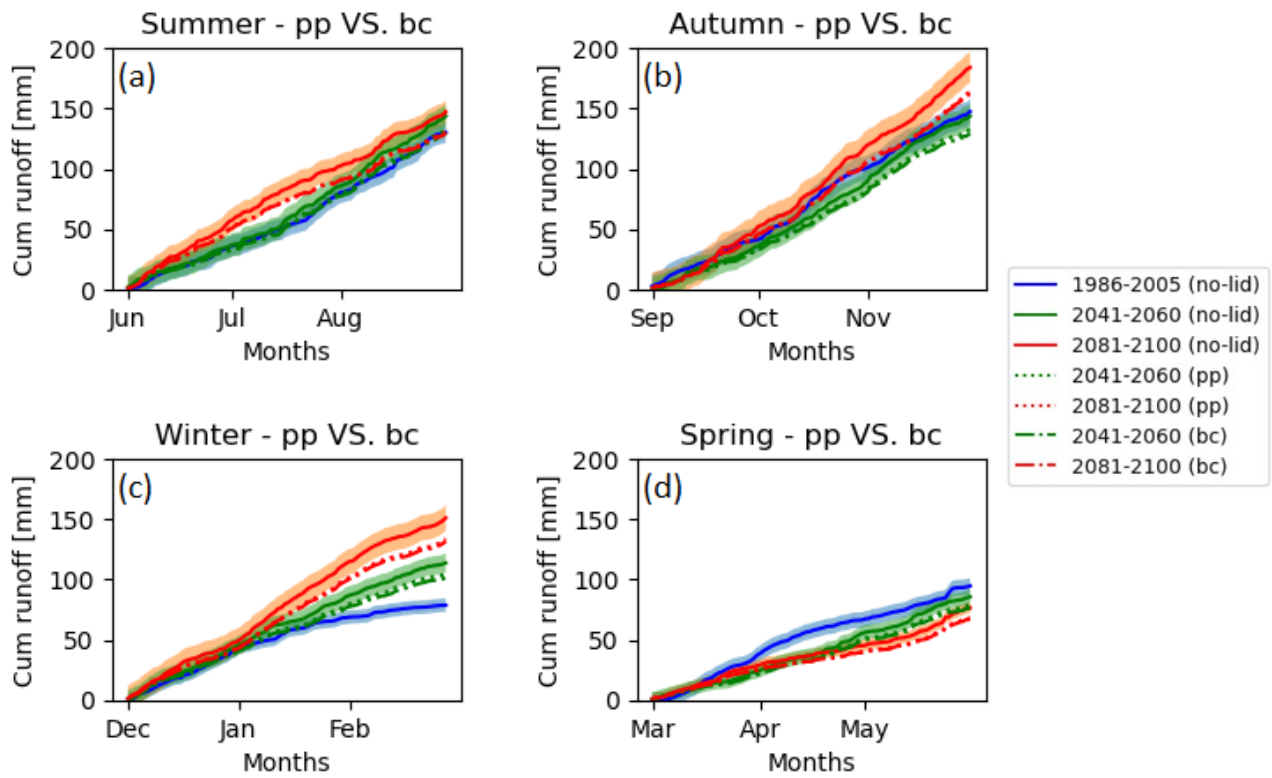 Summer - pp VS. bc
(a)
Cum runoff [mm]
200
150
100
50
0
Jun Jul Aug
Months
Autumn - pp VS. bc
(b)
Cum runoff [mm]
200
150
100
50
0
Sep Oct Nov
Months
1986-2005 (no-lid)
2041-2060 (no-lid)
2081-2100 (no-lid)
2041-2060 (pp)
2081-2100 (pp)
2041-2060 (bc)
2081-2100 (bc)
Winter - pp VS. bc
(c)
Cum runoff [mm]
200
150
100
50
0
Dec Jan Feb
Months
Spring - pp VS. bc
(d)
Cum runoff [mm]
200
150
100
50
0
Mar Apr May
Months